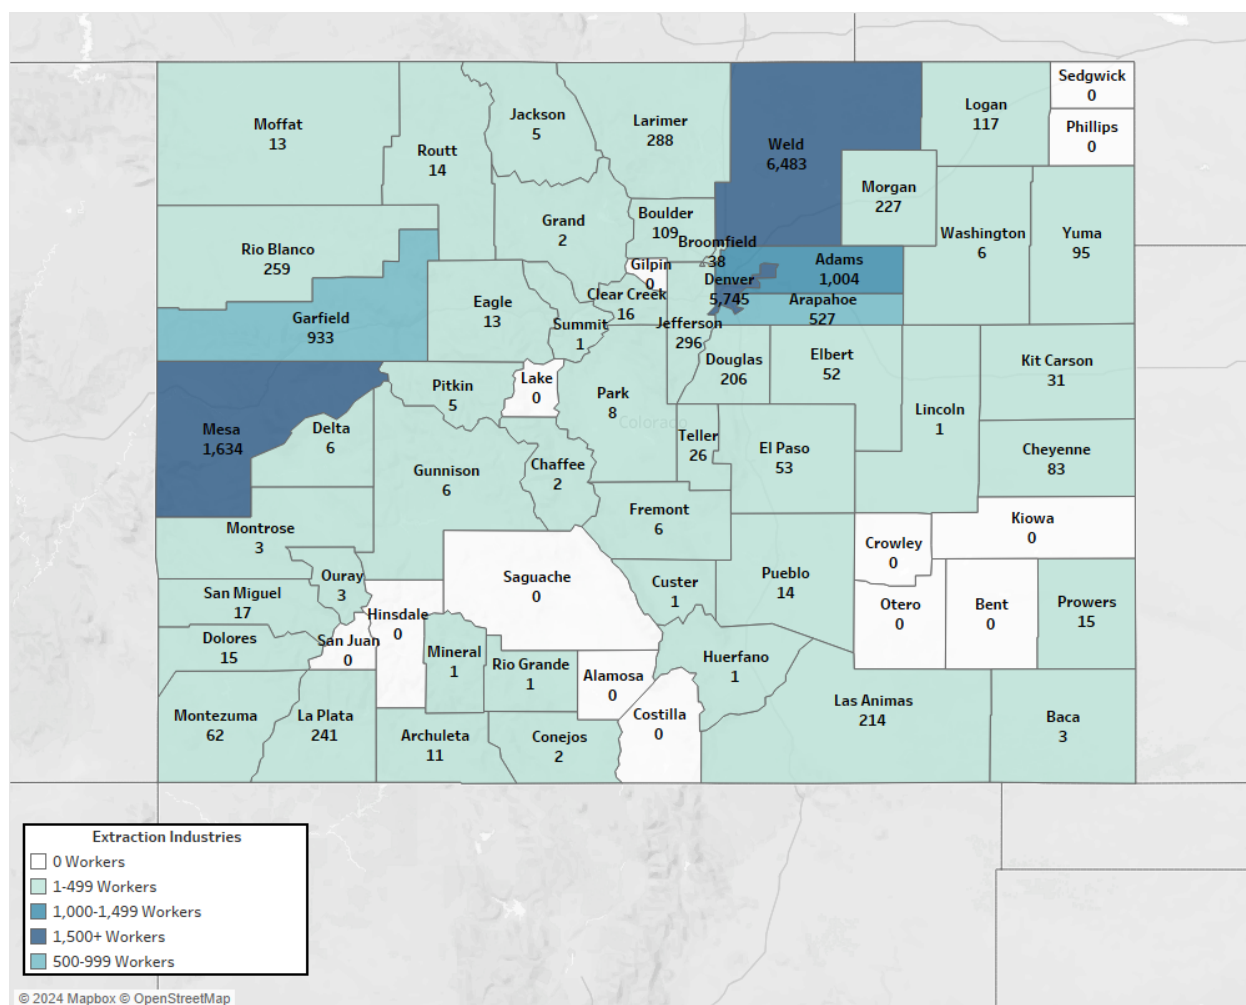 Sedgwick
0
Jackson
5
Logan
117
Moffat
13
Larimer
288
Phillips
0
Weld
6,483
Routt
14
Morgan
227
Boulder
109
Grand
2
Washington
6
Yuma
95
Broomfield
38
Rio Blanco
259
Gilpin
0
Adams
1,004
Denver
5,745
Clear Creek
16
Arapahoe
527
Eagle
13
Garfield
933
Summit
1
Jefferson
296
Douglas
206
Elbert
52
Kit Carson
31
Lake
0
Pitkin
5
Park
8
Colorado
Lincoln
1
Mesa
1,634
Delta
6
Teller
26
El Paso
53
Cheyenne
83
Gunnison
6
Chaffee
2
Fremont
6
Kiowa
0
Montrose
3
Crowley
0
Ouray
3
Saguache
0
Custer
1
Pueblo
14
San Miguel
17
Otero
0
Bent
0
Prowers
15
Hinsdale
0
Dolores
15
San Juan
0
Mineral
1
Rio Grande
1
Huerfano
1
Alamosa
0
Las Animas
214
Montezuma
62
La Plata
241
Costilla
0
Baca
3
Archuleta
11
Conejos
2
Extraction Industries
0 Workers
1-499 Workers
1,000-1,499 Workers
1,500+ Workers
500-999 Workers
© 2024 Mapbox © OpenStreetMap